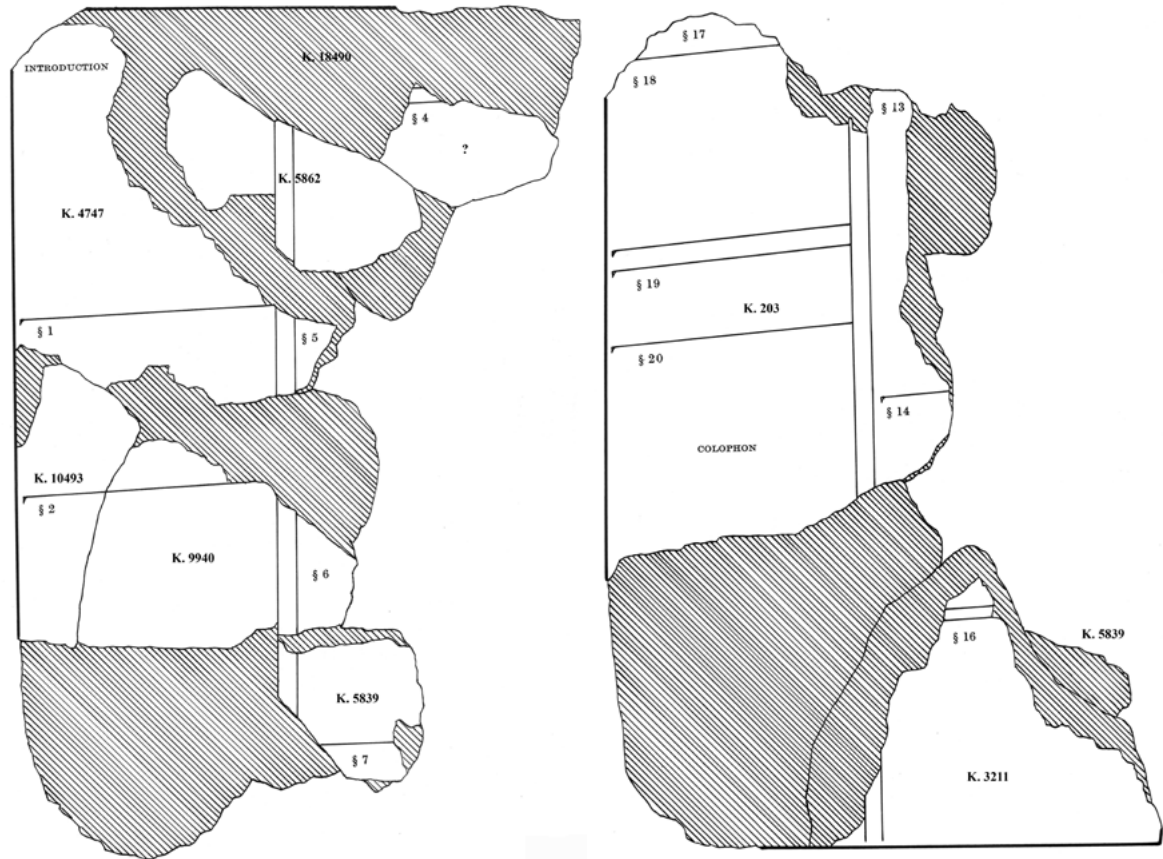 K. 18490
INTRODUCTION
§ 4
?
K. 5862
K. 4747
§ 1
§ 5
K. 10493
§ 2
K. 9940
§ 6
K. 5839
§ 7
§ 17
§ 18
§ 13
§ 19
K. 203
§ 20
§ 14
COLOPHON
§ 16
K. 5839
K. 3211